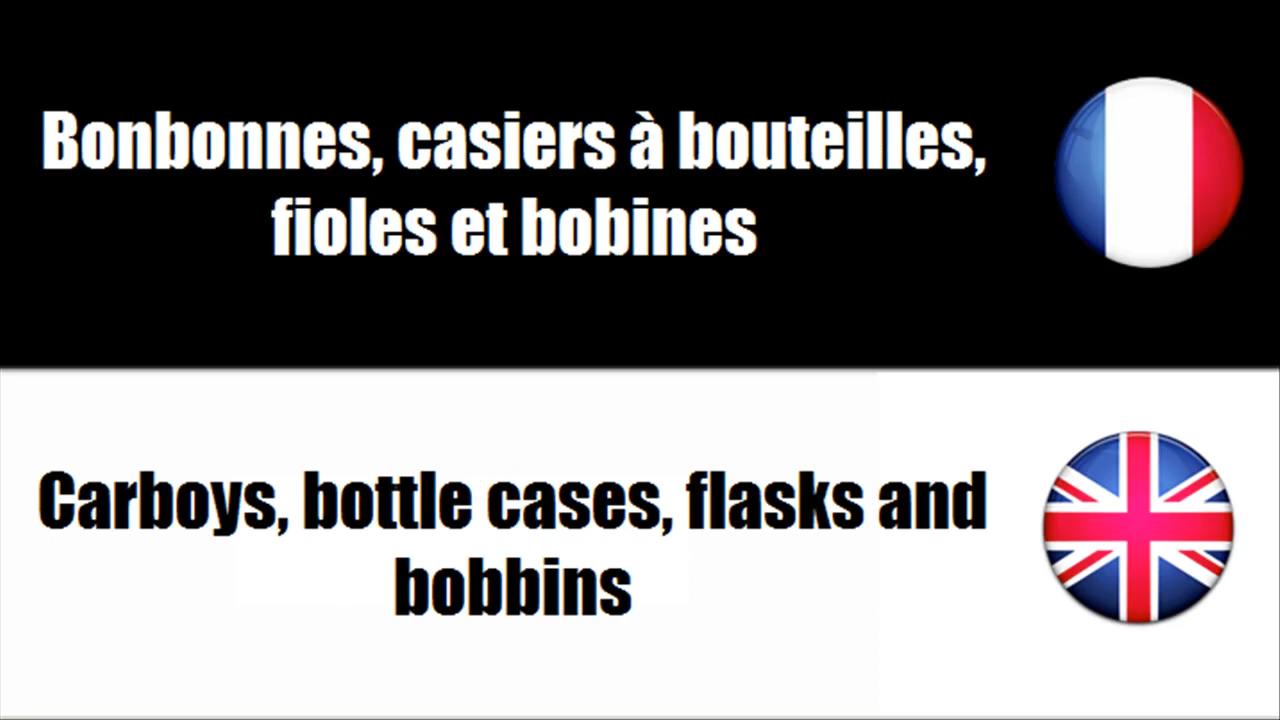 Bonbonnes, casiers à bouteilles,
fioles et bobines
Carboys, bottle cases, flasks and
bobbins